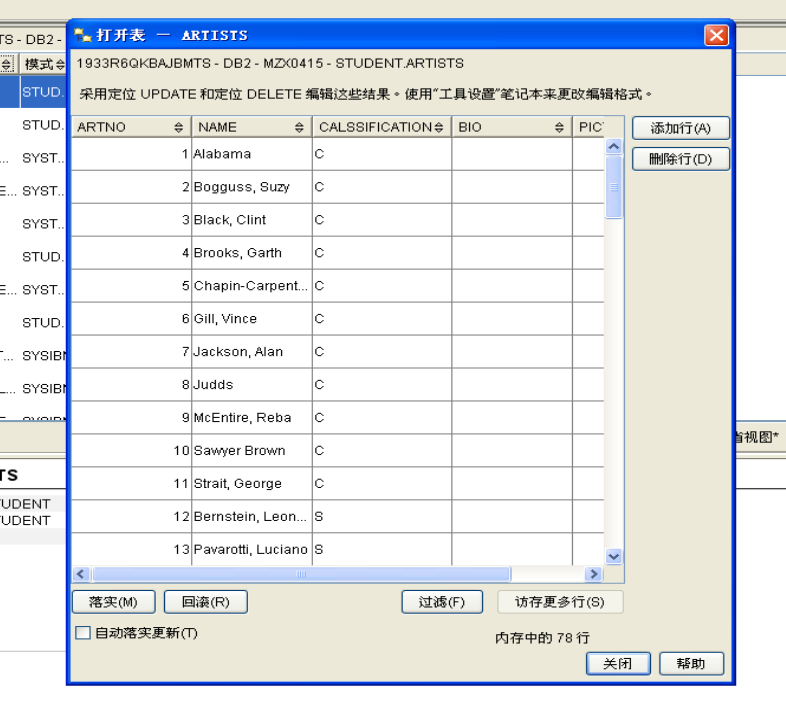 打开表 － ARTISTS
TS - DB2 -
1933R6QKBAJBMTS - DB2 - MZX0415 - STUDENT.ARTISTS
模式
采用定位 UPDATE 和定位 DELETE 编辑这些结果。使用“工具设置”笔记本来更改编辑格式。
STUD.
ARTNO NAME CALSSIFICATION BIO PIC
添加行(A)
STUD.
1 Alabama C
删除行(D)
... SYST..
2 Bogguss, Suzy C
E... SYST..
3 Black, Clint C
SYST..
4 Brooks, Garth C
STUD.
5 Chapin-Carpent... C
E... SYST..
6 Gill, Vince C
STUD.
7 Jackson, Alan C
T... SYSIBM
8 Judds C
L... SYSIBM
9 McEntire, Reba C
10 Sawyer Brown C
省视图*
11 Strait, George C
TS
TUDENT
12 Bernstein, Leon... S
TUDENT
13 Pavarotti, Luciano S
落实(M) 回滚(R) 过滤(F) 访存更多行(S)
自动落实更新(T)
内存中的 78 行
关闭 帮助